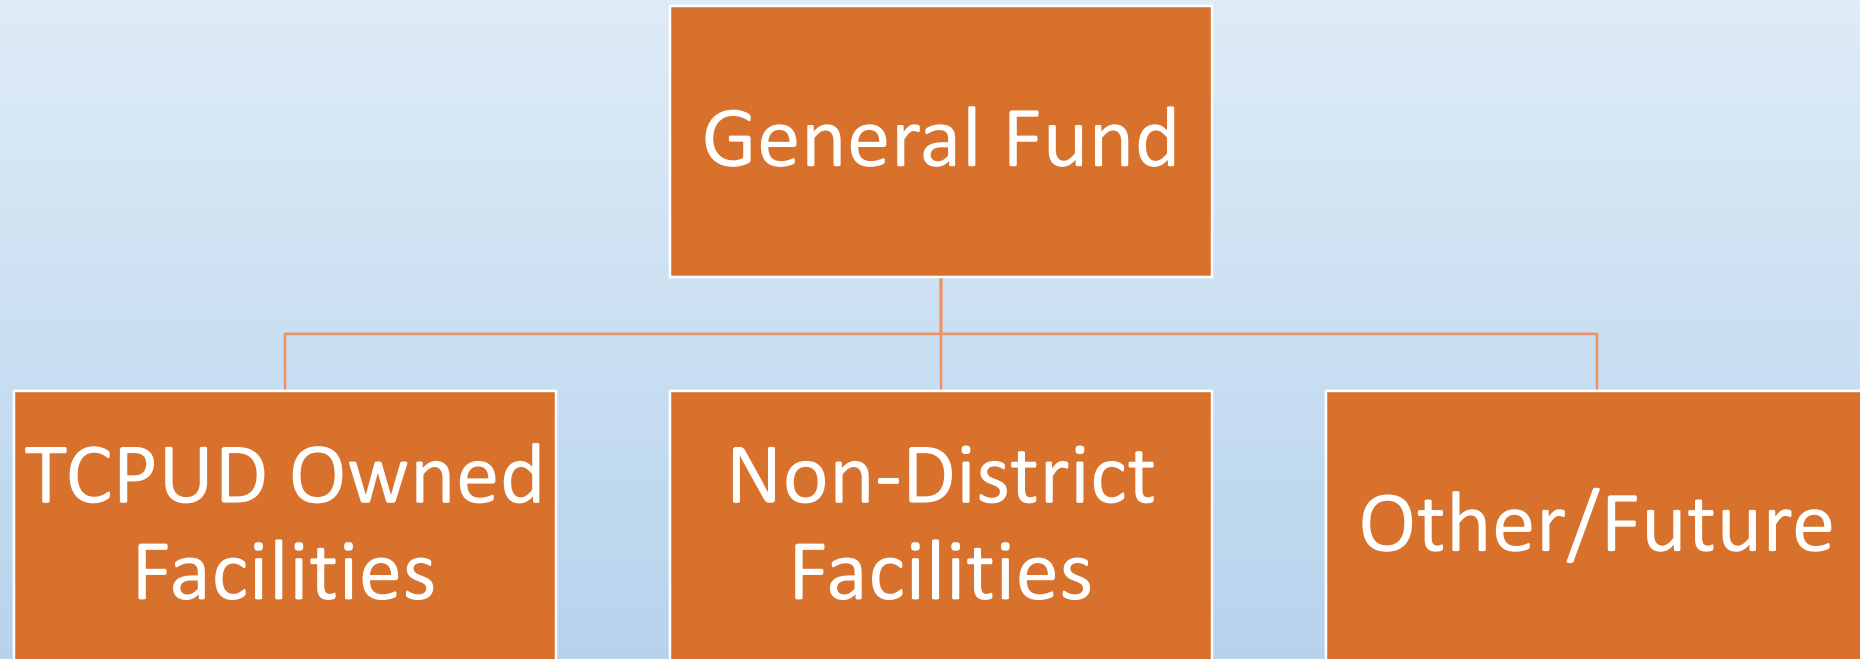 General Fund
TCPUD Owned
Facilities
Non-District
Facilities
Other/Future